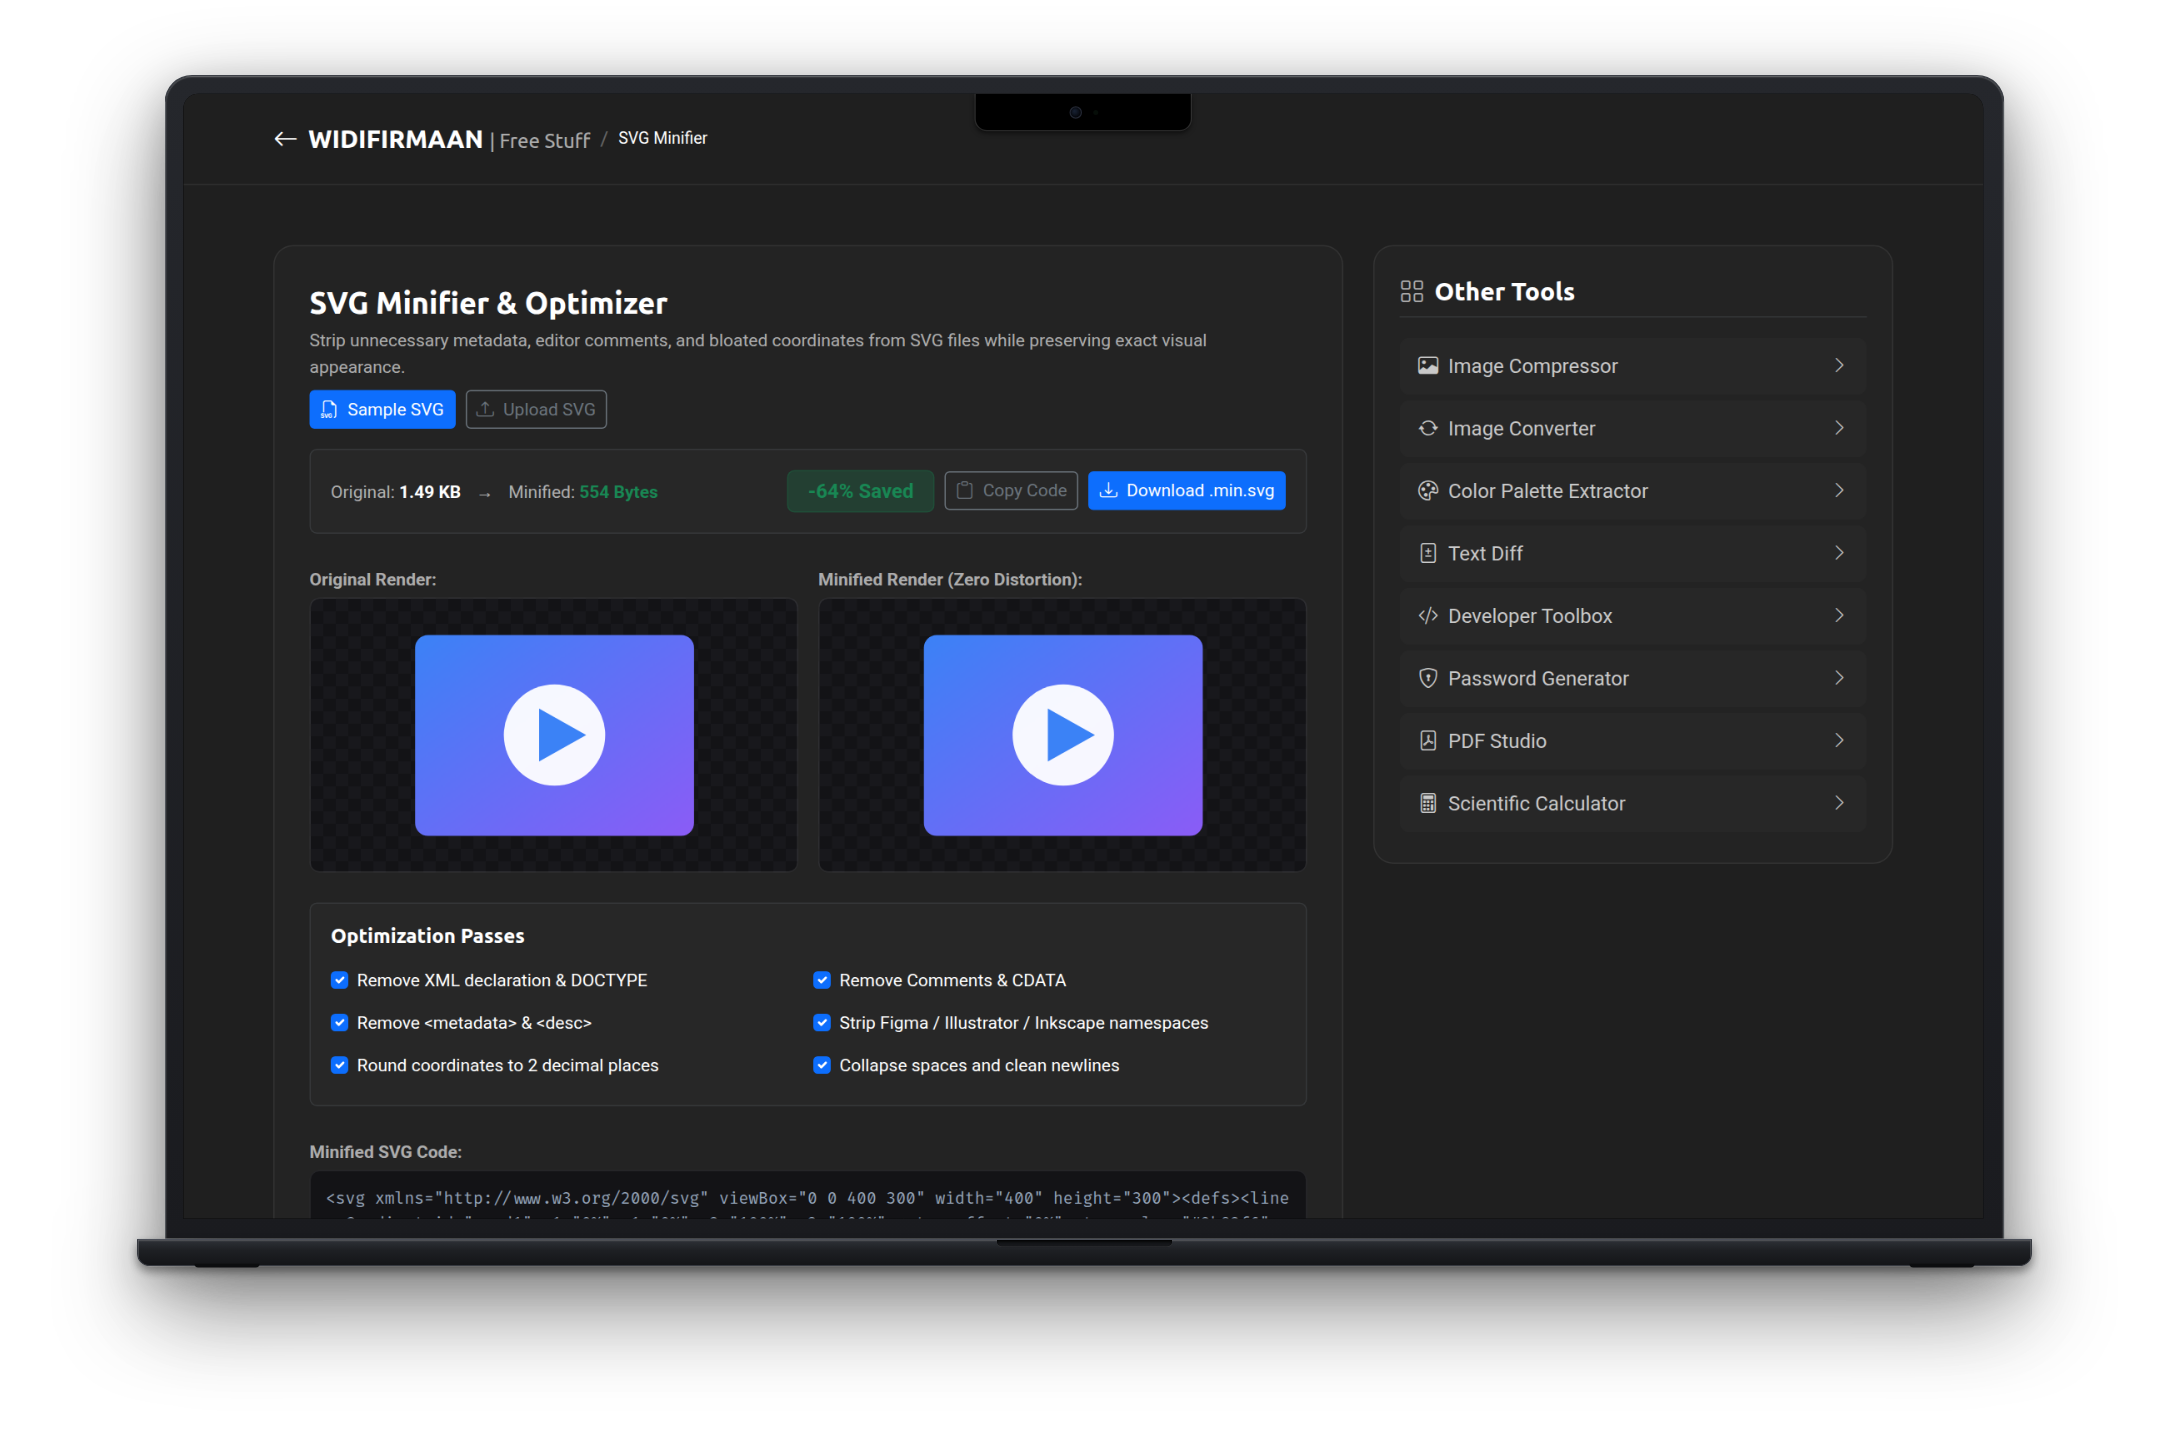 WIDIFIRMAAN | Free Stuff / SVG Minifier
SVG Minifier & Optimizer
Strip unnecessary metadata, editor comments, and bloated coordinates from SVG files while preserving exact visual
appearance.
SVG Sample SVG
Upload SVG
Original: 1.49 KB → Minified: 554 Bytes
-64% Saved
Copy Code
Download .min.svg
Original Render:
Minified Render (Zero Distortion):
Optimization Passes
Remove XML declaration & DOCTYPE
Remove Comments & CDATA
Remove <metadata> & <desc>
Strip Figma / Illustrator / Inkscape namespaces
Round coordinates to 2 decimal places
Collapse spaces and clean newlines
Minified SVG Code:
<svg xmlns="http://www.w3.org/2000/svg" viewBox="0 0 400 300" width="400" height="300"><defs><line
Other Tools
Image Compressor
Image Converter
Color Palette Extractor
Text Diff
Developer Toolbox
Password Generator
PDF Studio
Scientific Calculator